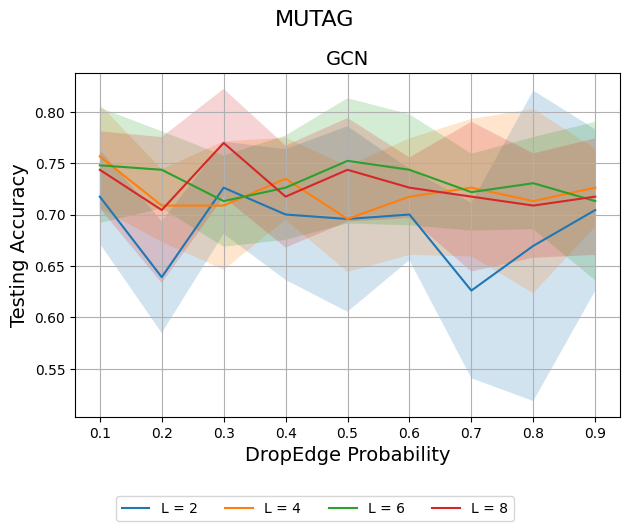 MUTAG
GCN
Testing Accuracy
0.80
0.75
0.70
0.65
0.60
0.55
0.1 0.2 0.3 0.4 0.5 0.6 0.7 0.8 0.9
DropEdge Probability
L = 2 L = 4 L = 6 L = 8